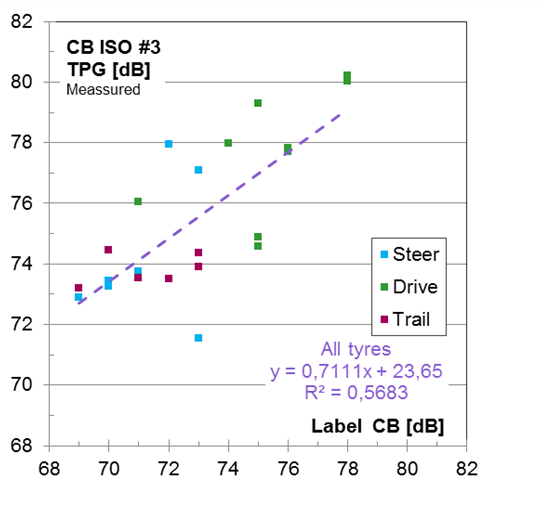 82
CB ISO #3
TPG [dB]
Meassured
80
78
76
74
72
70
68
Steer
Drive
Trail
All tyres
y = 0,7111x + 23,65
R² = 0,5683
Label CB [dB]
68 70 72 74 76 78 80 82